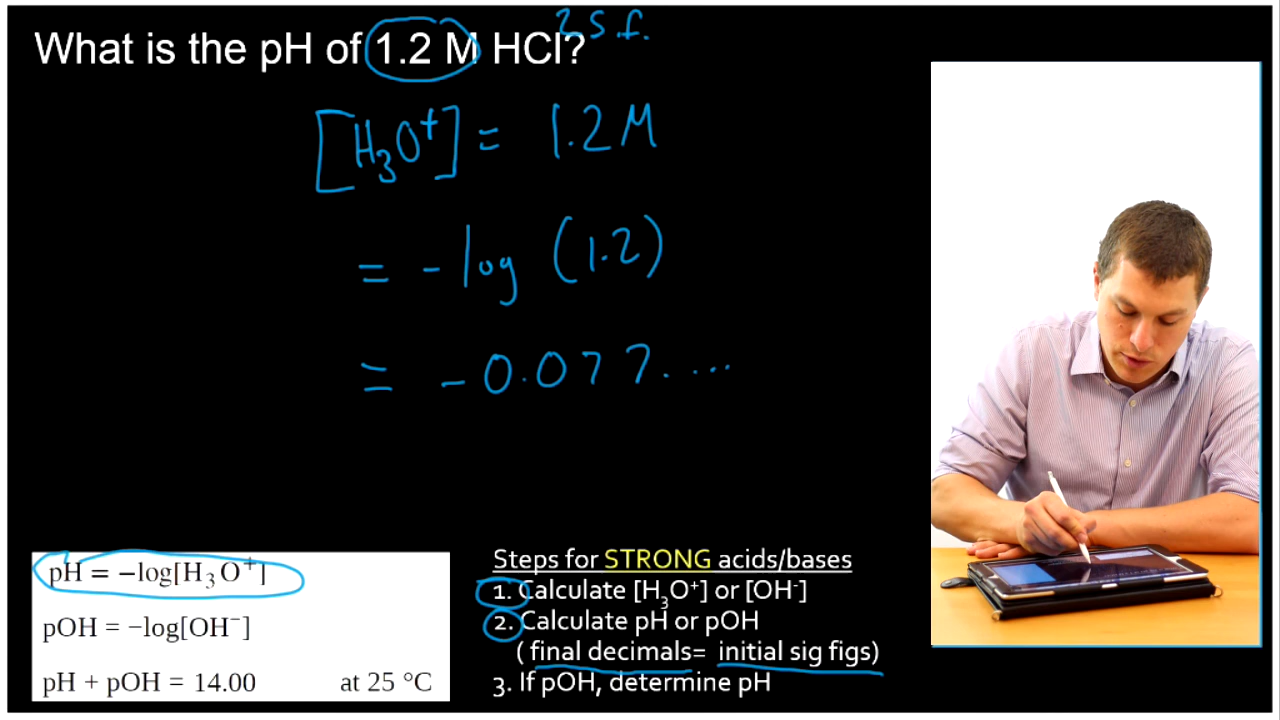 What is the pH of 1.2 M HCl?
2 s.f.
[H₃O⁺] = 1.2 M
= - log (1.2)
= - 0.077....
pH = −log[H₃O⁺]
pOH = −log[OH⁻]
pH + pOH = 14.00 at 25 °C
Steps for STRONG acids/bases
1. Calculate [H₃O⁺] or [OH⁻]
2. Calculate pH or pOH
( final decimals= initial sig figs)
3. If pOH, determine pH